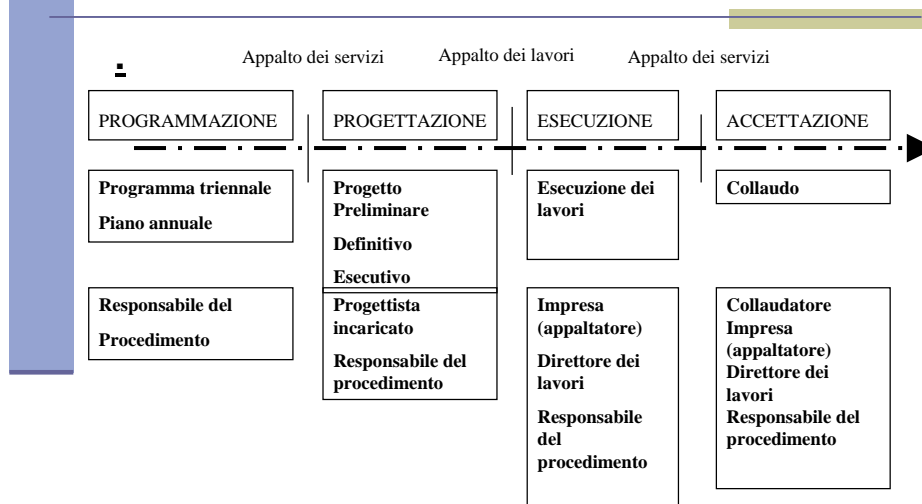 .
Appalto dei servizi
Appalto dei lavori
Appalto dei servizi
PROGRAMMAZIONE
PROGETTAZIONE
ESECUZIONE
ACCETTAZIONE
Programma triennale
Piano annuale
Progetto
Preliminare
Definitivo
Esecutivo
Esecuzione dei
lavori
Collaudo
Responsabile del
Procedimento
Progettista
incaricato
Responsabile del
procedimento
Impresa
(appaltatore)
Direttore dei
lavori
Responsabile
del
procedimento
Collaudatore
Impresa
(appaltatore)
Direttore dei
lavori
Responsabile del
procedimento